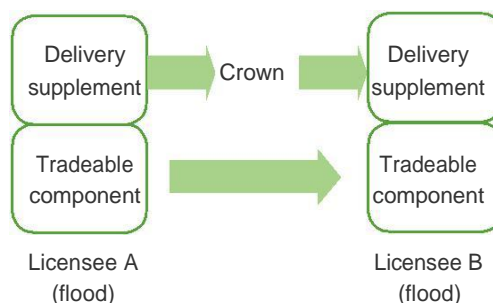 Delivery
supplement
Crown
Delivery
supplement
Tradeable
component
Tradeable
component
Licensee A
(flood)
Licensee B
(flood)